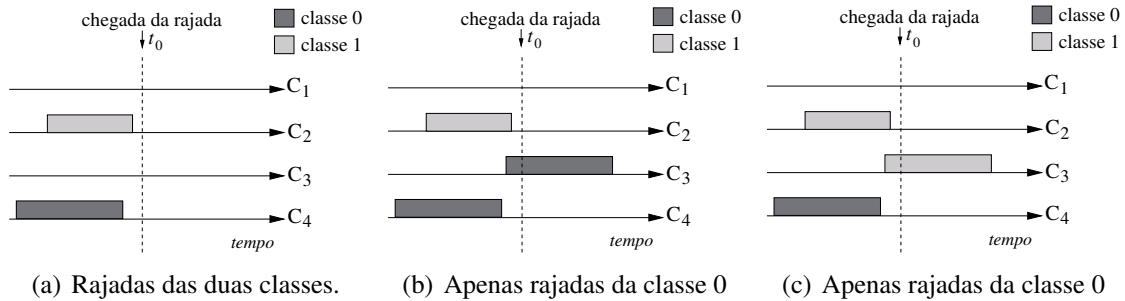 chegada da rajada
t0
classe 0
classe 1
C1
C2
C3
C4
tempo
(a) Rajadas das duas classes.
chegada da rajada
t0
classe 0
classe 1
C1
C2
C3
C4
tempo
(b) Apenas rajadas da classe 0
chegada da rajada
t0
classe 0
classe 1
C1
C2
C3
C4
tempo
(c) Apenas rajadas da classe 0